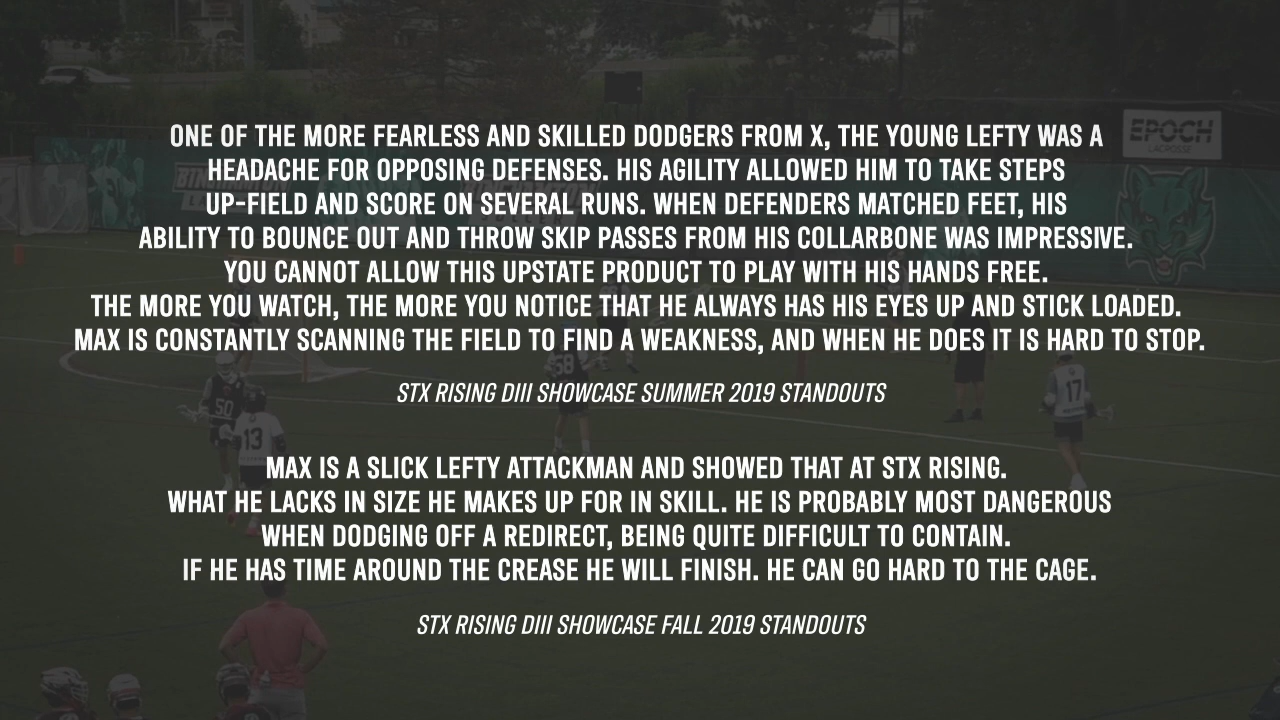 ONE OF THE MORE FEARLESS AND SKILLED DODGERS FROM X, THE YOUNG LEFTY WAS A
HEADACHE FOR OPPOSING DEFENSES. HIS AGILITY ALLOWED HIM TO TAKE STEPS
UP-FIELD AND SCORE ON SEVERAL RUNS. WHEN DEFENDERS MATCHED FEET, HIS
ABILITY TO BOUNCE OUT AND THROW SKIP PASSES FROM HIS COLLARBONE WAS IMPRESSIVE.
YOU CANNOT ALLOW THIS UPSTATE PRODUCT TO PLAY WITH HIS HANDS FREE.
THE MORE YOU WATCH, THE MORE YOU NOTICE THAT HE ALWAYS HAS HIS EYES UP AND STICK LOADED.
MAX IS CONSTANTLY SCANNING THE FIELD TO FIND A WEAKNESS, AND WHEN HE DOES IT IS HARD TO STOP.
STX RISING DIII SHOWCASE SUMMER 2019 STANDOUTS
MAX IS A SLICK LEFTY ATTACKMAN AND SHOWED THAT AT STX RISING.
WHAT HE LACKS IN SIZE HE MAKES UP FOR IN SKILL. HE IS PROBABLY MOST DANGEROUS
WHEN DODGING OFF A REDIRECT, BEING QUITE DIFFICULT TO CONTAIN.
IF HE HAS TIME AROUND THE CREASE HE WILL FINISH. HE CAN GO HARD TO THE CAGE.
STX RISING DIII SHOWCASE FALL 2019 STANDOUTS
EPOCH
LACROSSE
BINGHAMTON
58
50
13
17